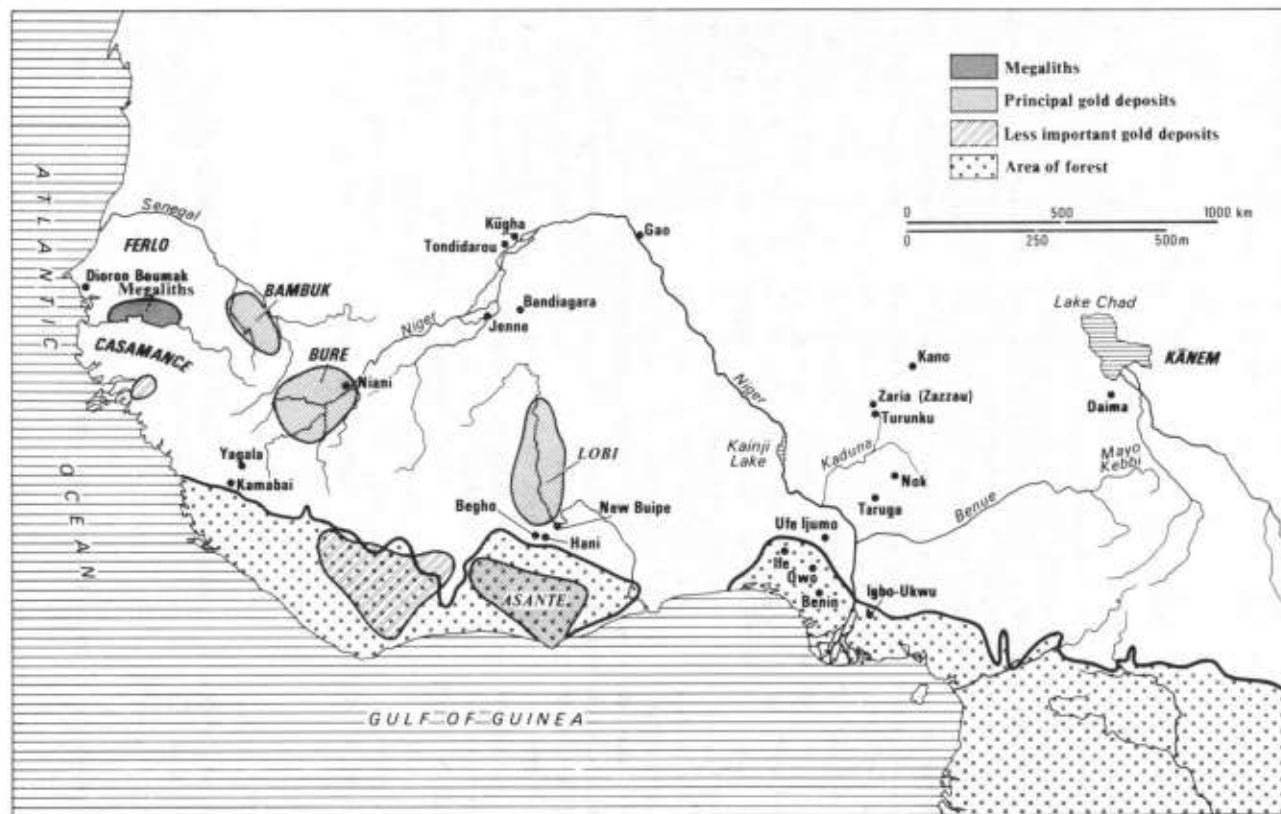 Megaliths
Principal gold deposits
Less important gold deposits
Area of forest
0 500 1000 km
0 250 500m
ATLANTIC
OCEAN
Senegal
FERLO
Dioron Boumak
Megaliths
BAMBUK
CASAMANCE
BURE
Niani
Niger
Kūgha
Tondidarou
Gao
Bandiagara
Jenne
Yagala
Kamabai
LOBI
Begho
Hani
New Buipe
ASANTE
Niger
Kainji
Lake
Kaduna
Kano
Zaria (Zazzau)
Turunku
Nok
Taruga
Benue
Lake Chad
KĀNEM
Daima
Mayo
Kebbi
Ufe Ijumo
Ife
Owo
Benin
Igbo-Ukwu
GULF OF GUINEA